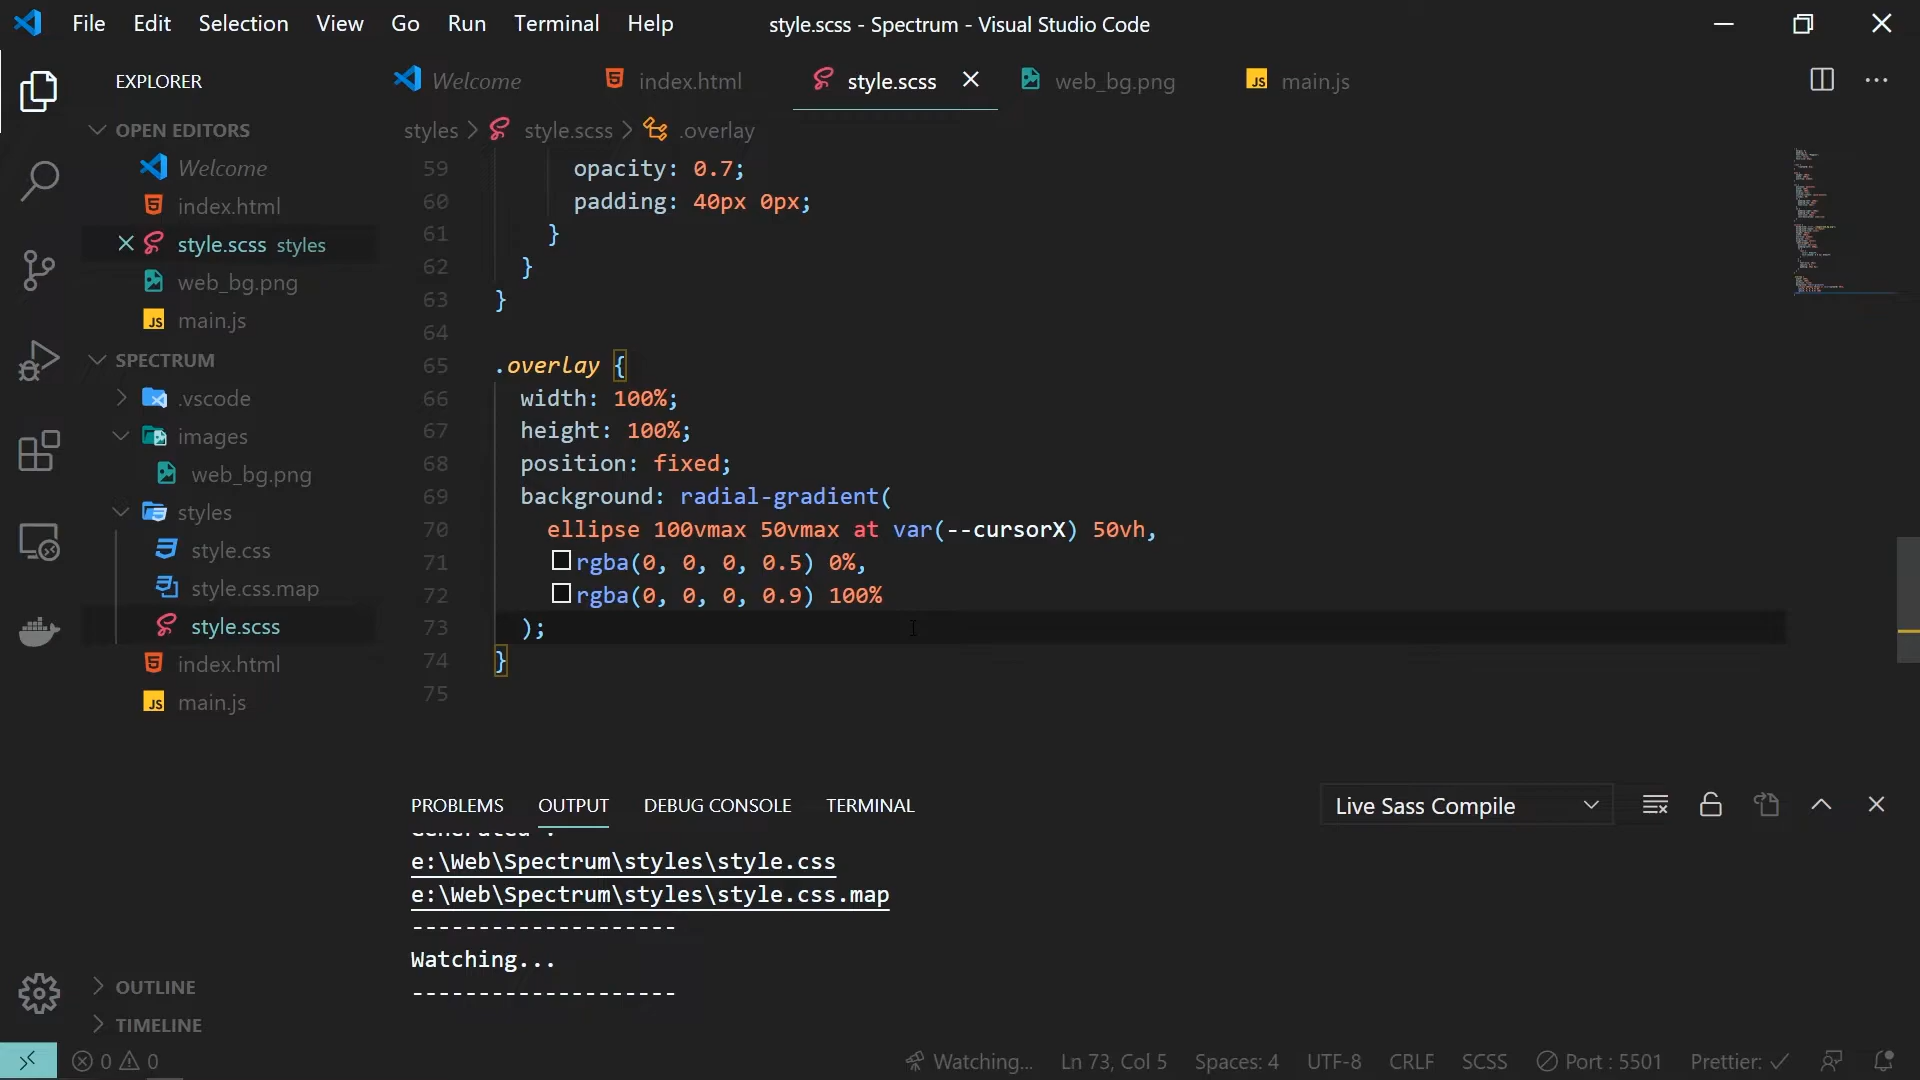 File Edit Selection View Go Run Terminal Help style.scss - Spectrum - Visual Studio Code
EXPLORER
Welcome index.html style.scss web_bg.png main.js
styles > style.scss > .overlay
OPEN EDITORS
Welcome
index.html
style.scss styles
web_bg.png
main.js
SPECTRUM
.vscode
images
web_bg.png
styles
style.css
style.css.map
style.scss
index.html
main.js
OUTLINE
TIMELINE
59 opacity: 0.7;
60 padding: 40px 0px;
61 }
62 }
63 }
64
65 .overlay {
66 width: 100%;
67 height: 100%;
68 position: fixed;
69 background: radial-gradient(
70 ellipse 100vmax 50vmax at var(--cursorX) 50vh,
71 rgba(0, 0, 0, 0.5) 0%,
72 rgba(0, 0, 0, 0.9) 100%
73 );
74 }
75
PROBLEMS OUTPUT DEBUG CONSOLE TERMINAL Live Sass Compile
Generated :
e:\Web\Spectrum\styles\style.css
e:\Web\Spectrum\styles\style.css.map
--------------------
Watching...
--------------------
0 0 Watching... Ln 73, Col 5 Spaces: 4 UTF-8 CRLF SCSS Port : 5501 Prettier: ✓